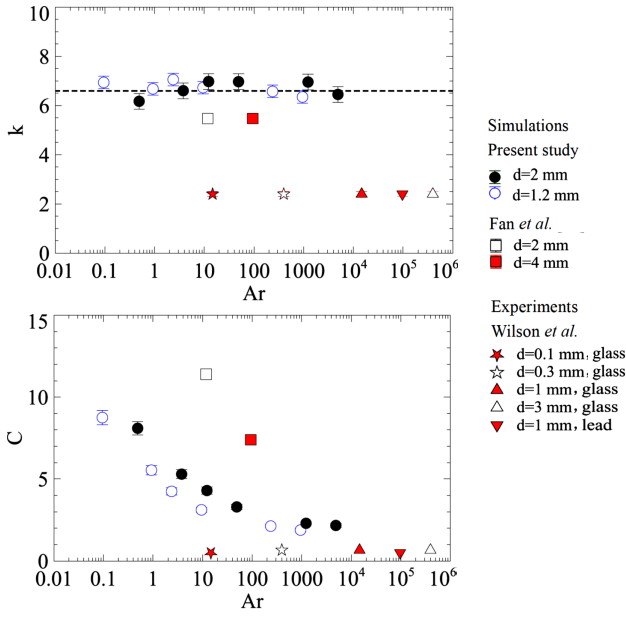 10
8
6
4
2
0
k
0.01 0.1 1 10 100 1000 10⁴ 10⁵ 10⁶
Ar
15
10
5
0
C
0.01 0.1 1 10 100 1000 10⁴ 10⁵ 10⁶
Ar
Simulations
Present study
d=2 mm
d=1.2 mm
Fan et al.
d=2 mm
d=4 mm
Experiments
Wilson et al.
d=0.1 mm, glass
d=0.3 mm, glass
d=1 mm, glass
d=3 mm, glass
d=1 mm, lead